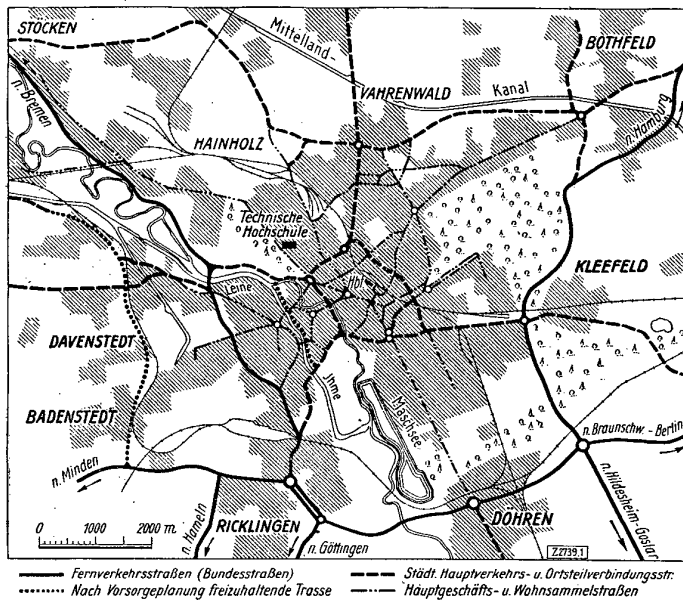 STÖCKEN
Mittelland-
BOTHFELD
n. Bremen
VAHRENWALD
Kanal
n. Hamburg
HAINHOLZ
Technische
Hochschule
KLEEFELD
Leine
Hbf
DAVENSTEDT
Ihme
Maschsee
BADENSTEDT
n. Braunschw. - Berlin
n. Minden
n. Hildesheim-Goslar
0 1000 2000 m.
n. Hameln
RICKLINGEN
n. Göttingen
DÖHREN
Z2739.1
Fernverkehrsstraßen (Bundesstraßen)
Städt. Hauptverkehrs- u. Ortsteilverbindungsstr.
Nach Vorsorgeplanung freizuhaltende Trasse
Hauptgeschäfts- u. Wohnsammelstraßen